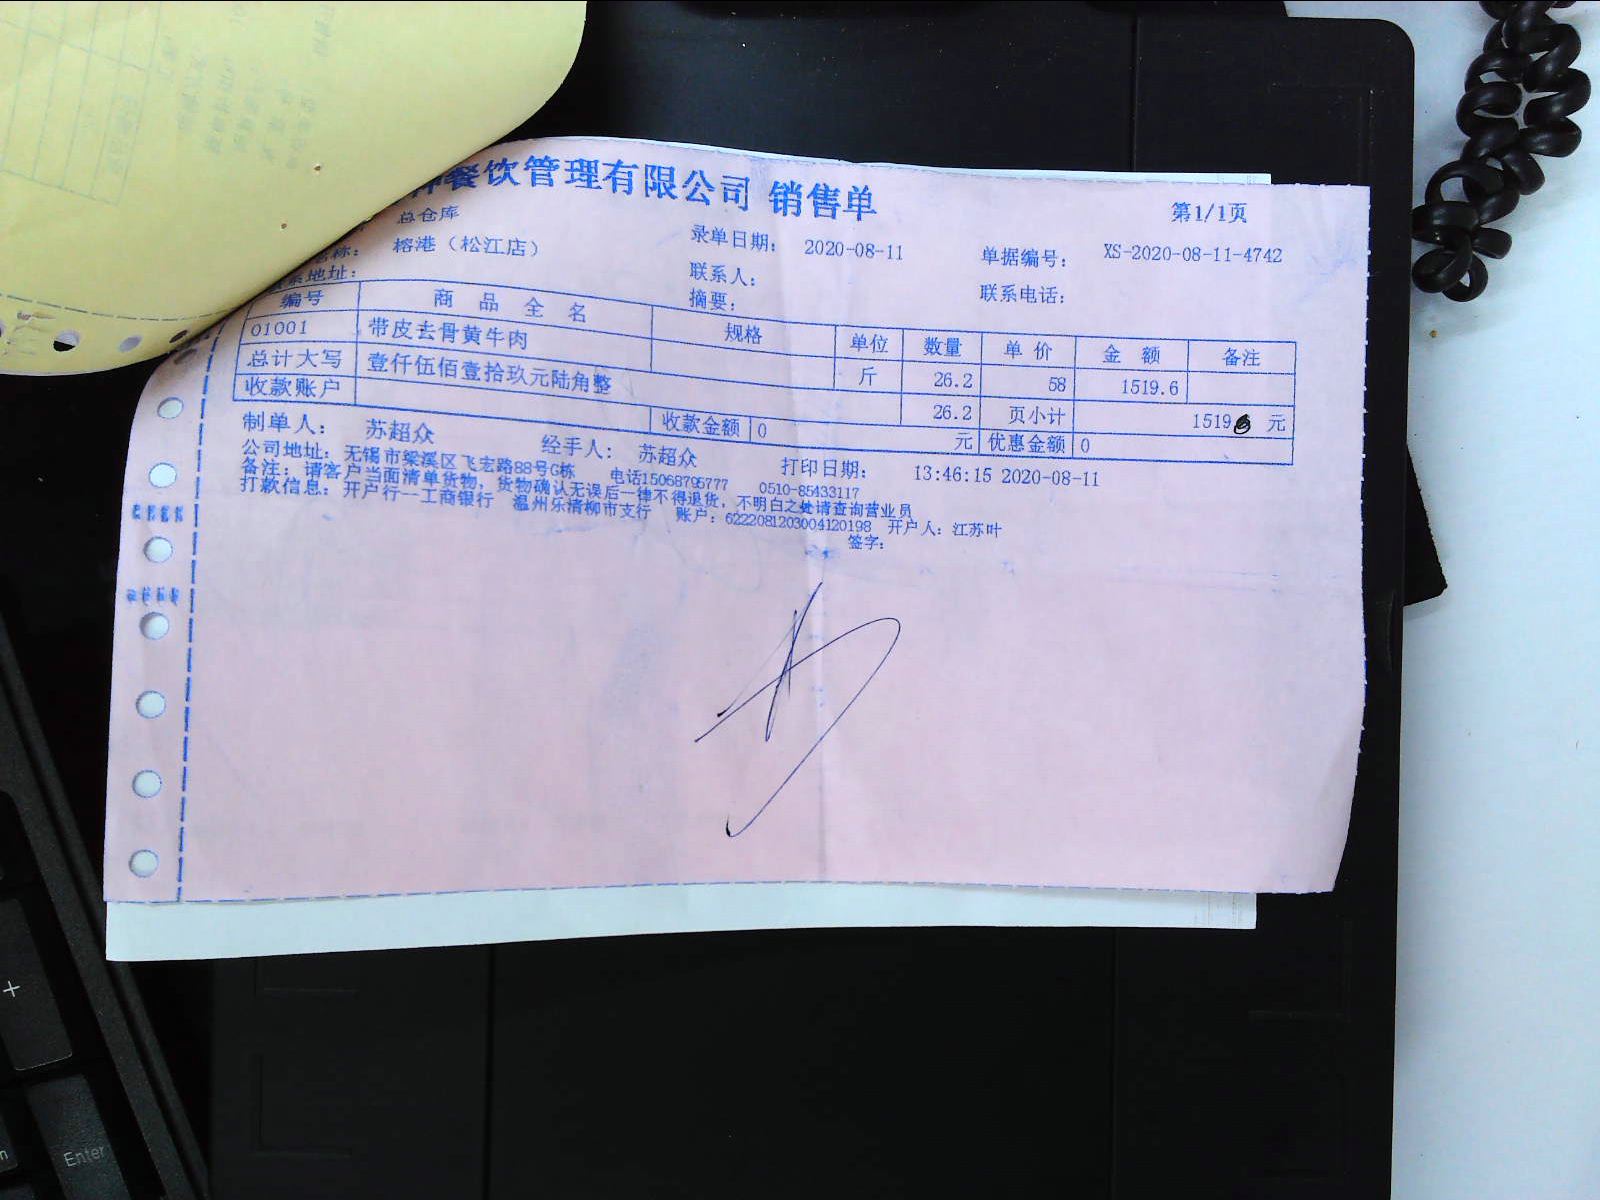 餐饮管理有限公司 销售单
第1/1页
总仓库
录单日期: 2020-08-11 单据编号: XS-2020-08-11-4742
名称: 榕港（松江店）
联系人: 联系电话:
系地址: 摘要:
编号 商品全名 规格 单位 数量 单价 金额 备注
01001 带皮去骨黄牛肉 斤 26.2 58 1519.6
总计大写 壹仟伍佰壹拾玖元陆角整 26.2 页小计 1519 元
收款账户 收款金额 0 元 优惠金额 0
制单人: 苏超众 经手人: 苏超众 打印日期: 13:46:15 2020-08-11
公司地址: 无锡市梁溪区飞宏路88号G栋 电话15068795777 0510-85433117
备注: 请客户当面清单货物, 货物确认无误后一律不得退货, 不明白之处请查询营业员
打款信息: 开户行--工商银行 温州乐清柳市支行 账户: 6222081203004120198 开户人: 江苏叶
签字:
+
Enter